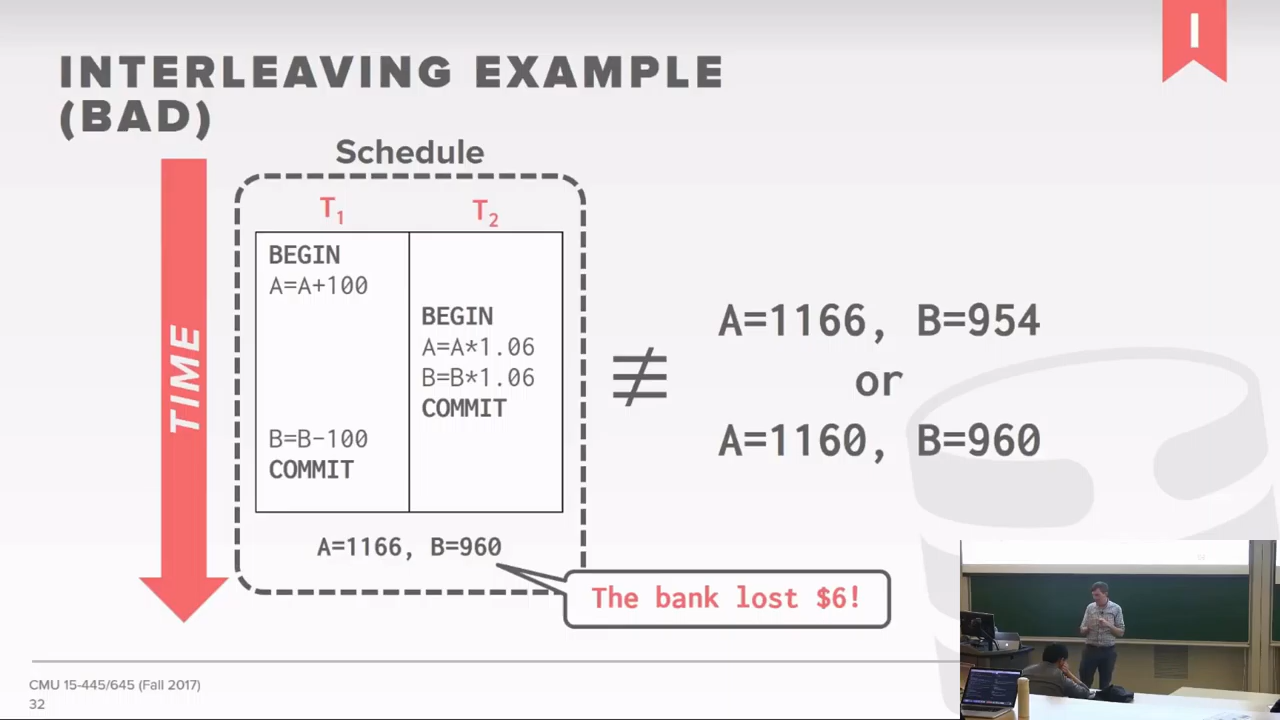 I
INTERLEAVING EXAMPLE
(BAD)
Schedule
TIME
T1 T2
BEGIN
A=A+100
BEGIN
A=A*1.06
B=B*1.06
COMMIT
B=B-100
COMMIT
A=1166, B=960
≢
A=1166, B=954
or
A=1160, B=960
The bank lost $6!
CMU 15-445/645 (Fall 2017)
32